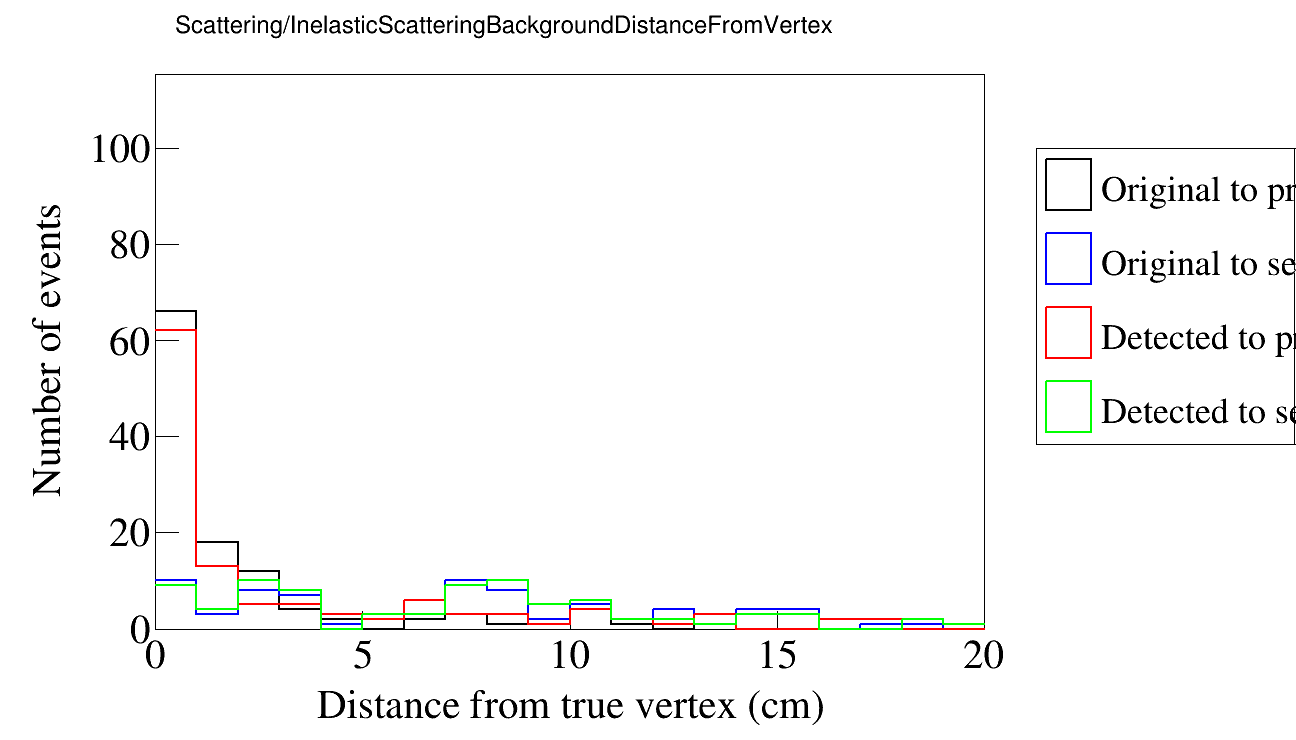 Scattering/InelasticScatteringBackgroundDistanceFromVertex
100
80
60
40
20
0
0 5 10 15 20
Number of events
Distance from true vertex (cm)
Original to pr
Original to se
Detected to pr
Detected to se